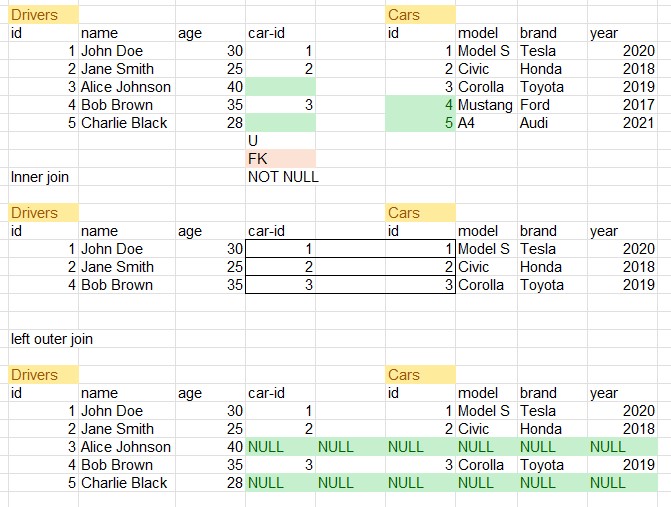 Drivers Cars
id name age car-id id model brand year
1 John Doe 30 1 1 Model S Tesla 2020
2 Jane Smith 25 2 2 Civic Honda 2018
3 Alice Johnson 40 3 Corolla Toyota 2019
4 Bob Brown 35 3 4 Mustang Ford 2017
5 Charlie Black 28 5 A4 Audi 2021
U
FK
Inner join NOT NULL
Drivers Cars
id name age car-id id model brand year
1 John Doe 30 1 1 Model S Tesla 2020
2 Jane Smith 25 2 2 Civic Honda 2018
4 Bob Brown 35 3 3 Corolla Toyota 2019
left outer join
Drivers Cars
id name age car-id id model brand year
1 John Doe 30 1 1 Model S Tesla 2020
2 Jane Smith 25 2 2 Civic Honda 2018
3 Alice Johnson 40 NULL NULL NULL NULL NULL NULL
4 Bob Brown 35 3 3 Corolla Toyota 2019
5 Charlie Black 28 NULL NULL NULL NULL NULL NULL